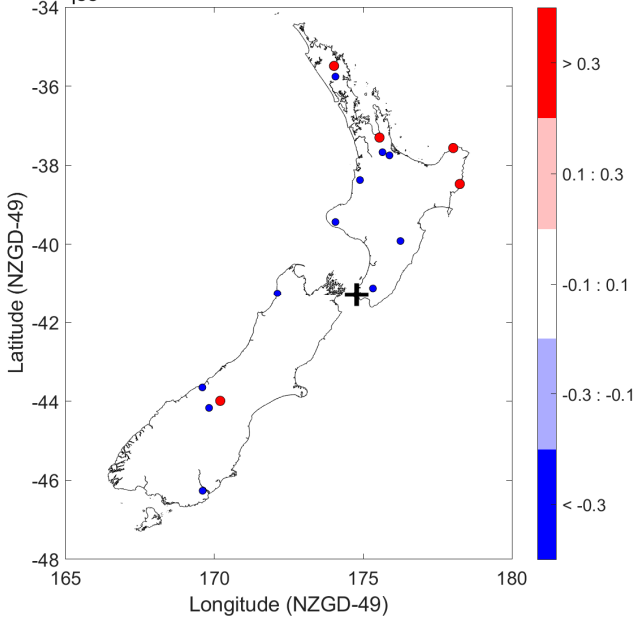 -34
-36
-38
-40
-42
-44
-46
-48
165
170
175
180
Latitude (NZGD-49)
Longitude (NZGD-49)
> 0.3
0.1 : 0.3
-0.1 : 0.1
-0.3 : -0.1
< -0.3